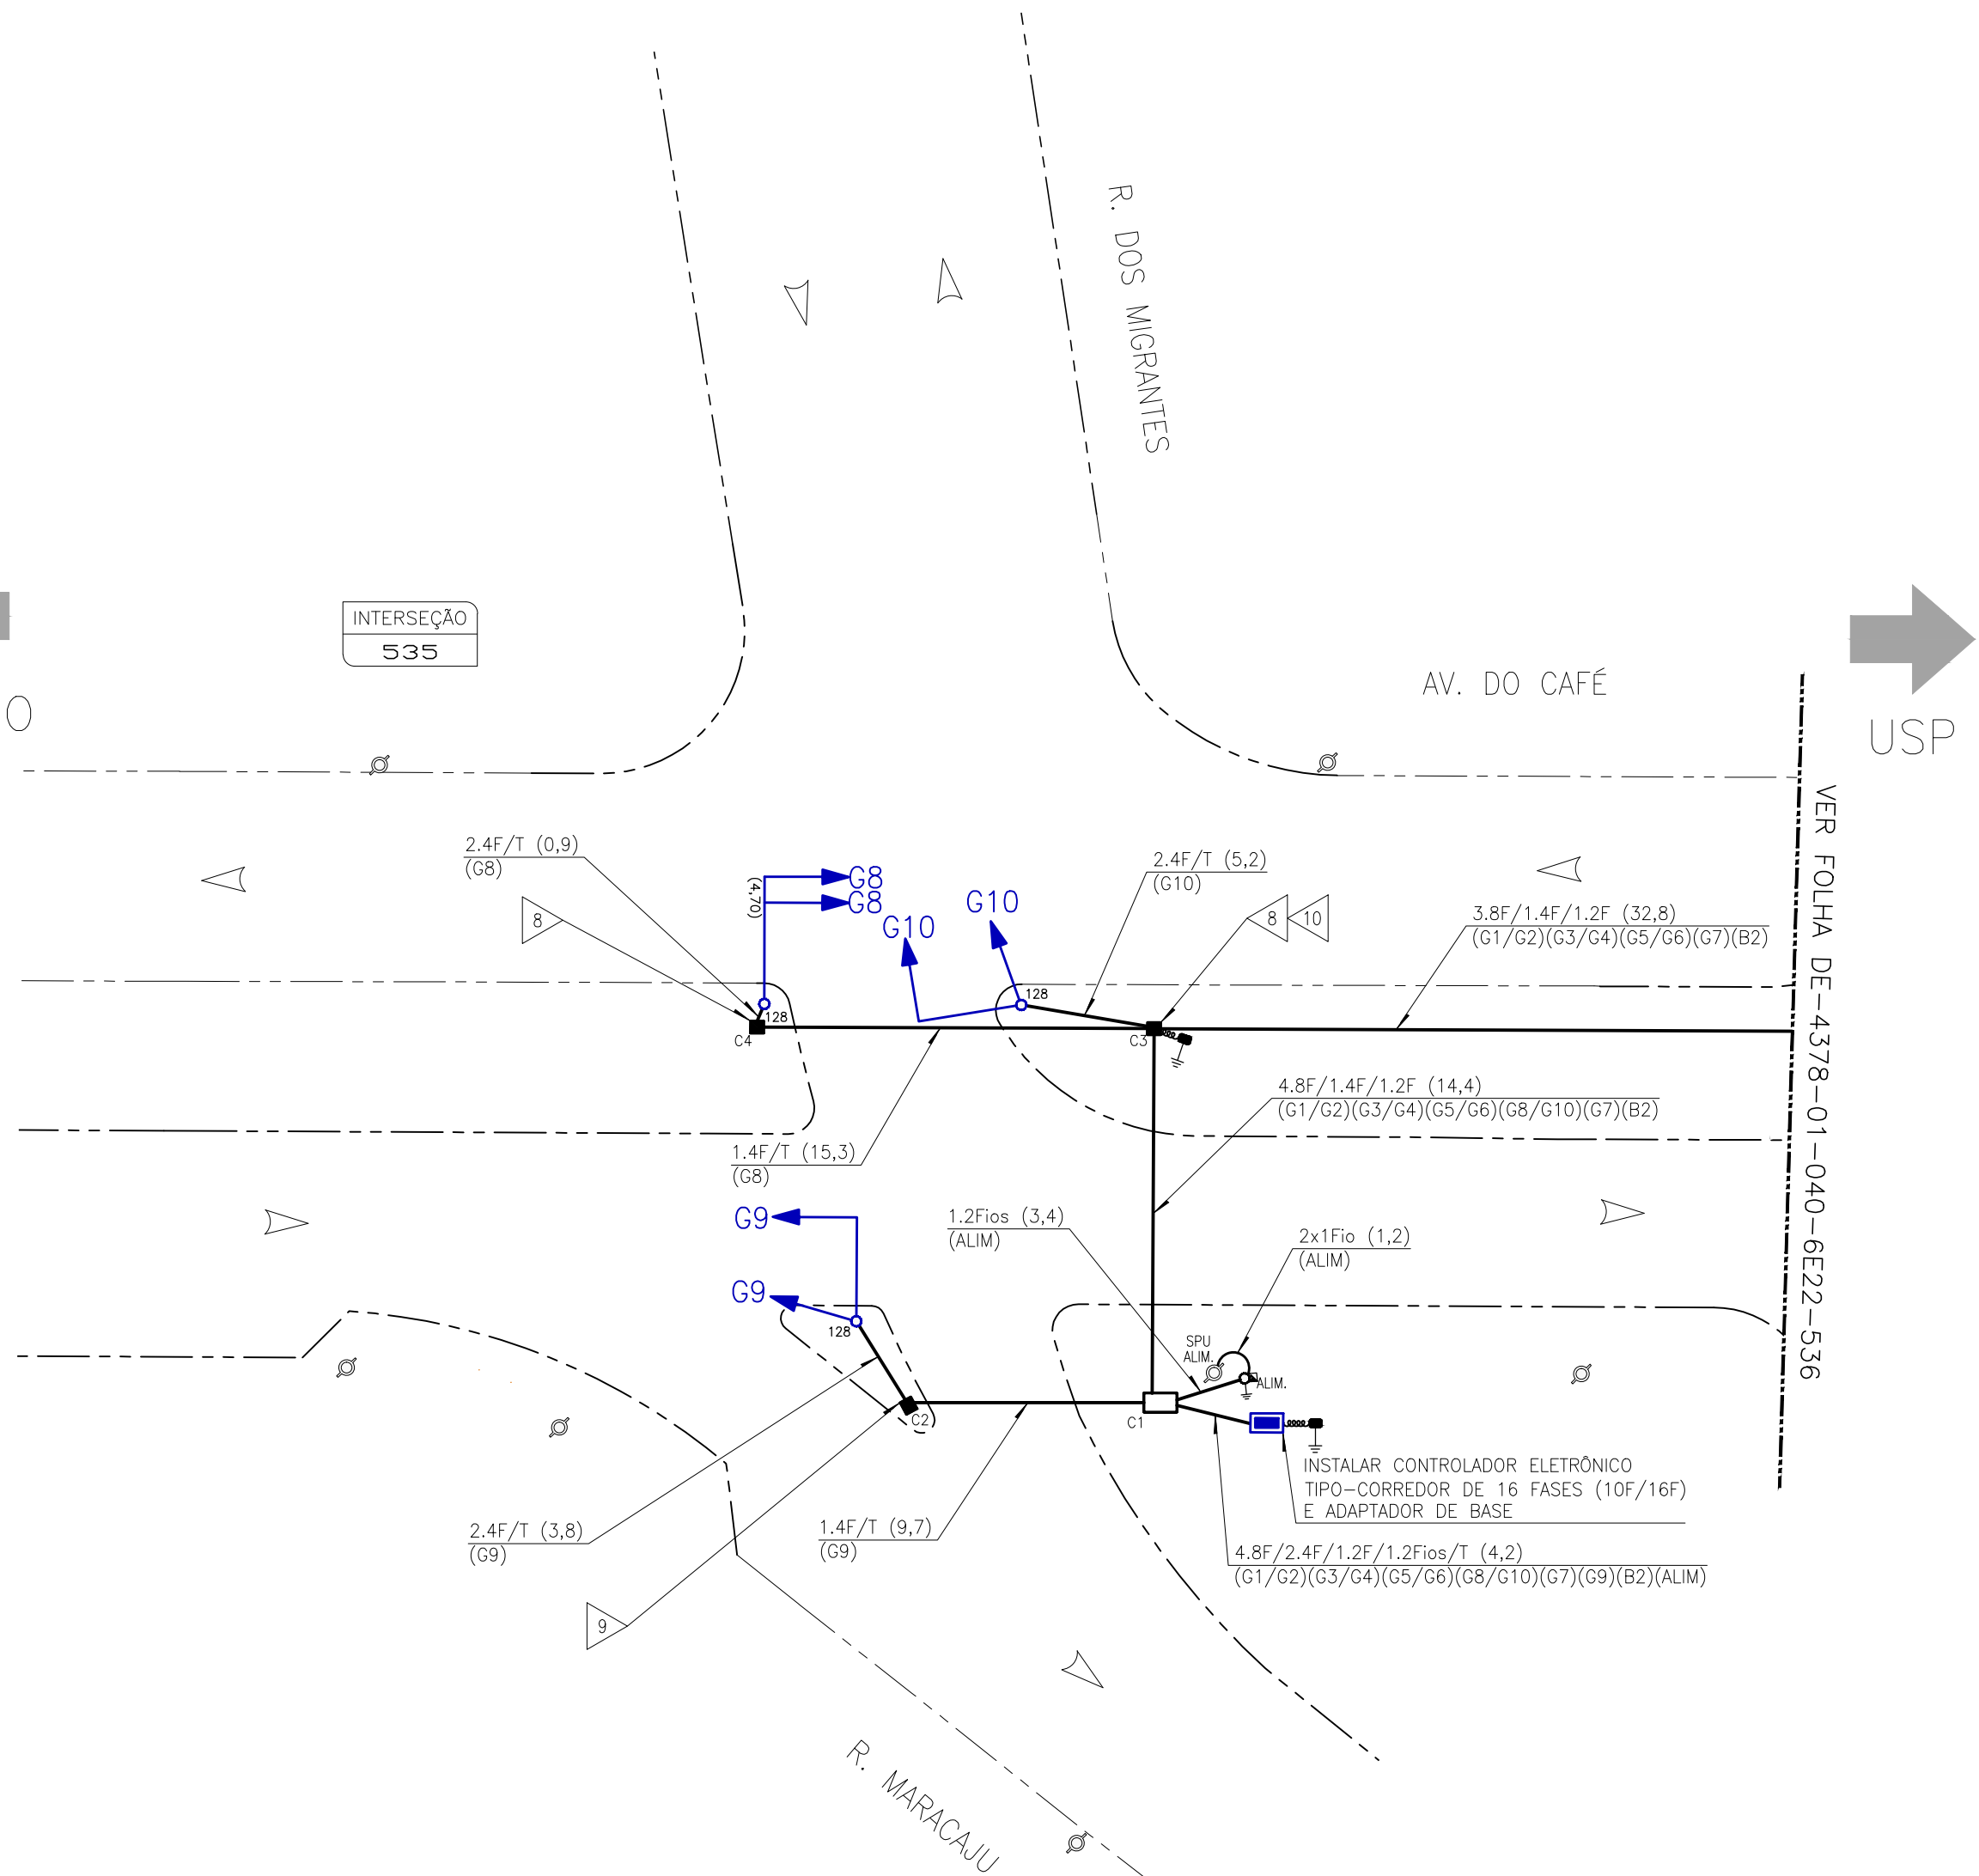 R. DOS MIGRANTES
INTERSEÇÃO
535
AV. DO CAFÉ
O
USP
VER FOLHA DE-4378-01-040-6E22-536
2.4F/T (0,9)
(G8)
8
(4,70)
G8
G8
G10
G10
2.4F/T (5,2)
(G10)
8
10
3.8F/1.4F/1.2F (32,8)
(G1/G2)(G3/G4)(G5/G6)(G7)(B2)
128
128
C4
C3
4.8F/1.4F/1.2F (14,4)
(G1/G2)(G3/G4)(G5/G6)(G8/G10)(G7)(B2)
1.4F/T (15,3)
(G8)
G9
1.2Fios (3,4)
(ALIM)
2x1Fio (1,2)
(ALIM)
G9
128
SPU
ALIM.
ALIM.
C2
C1
INSTALAR CONTROLADOR ELETRÔNICO
TIPO-CORREDOR DE 16 FASES (10F/16F)
E ADAPTADOR DE BASE
2.4F/T (3,8)
(G9)
1.4F/T (9,7)
(G9)
4.8F/2.4F/1.2F/1.2Fios/T (4,2)
(G1/G2)(G3/G4)(G5/G6)(G8/G10)(G7)(G9)(B2)(ALIM)
9
R. MARACAJU